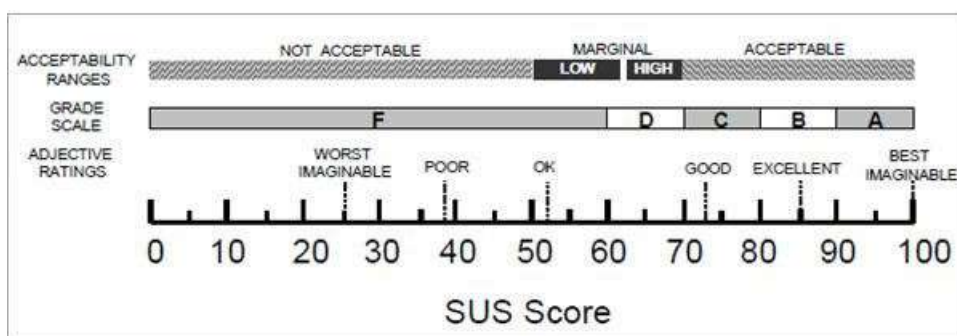 NOT ACCEPTABLE MARGINAL ACCEPTABLE
ACCEPTABILITY RANGES LOW HIGH
GRADE SCALE F D C B A
ADJECTIVE RATINGS WORST IMAGINABLE POOR OK GOOD EXCELLENT BEST IMAGINABLE
0 10 20 30 40 50 60 70 80 90 100
SUS Score